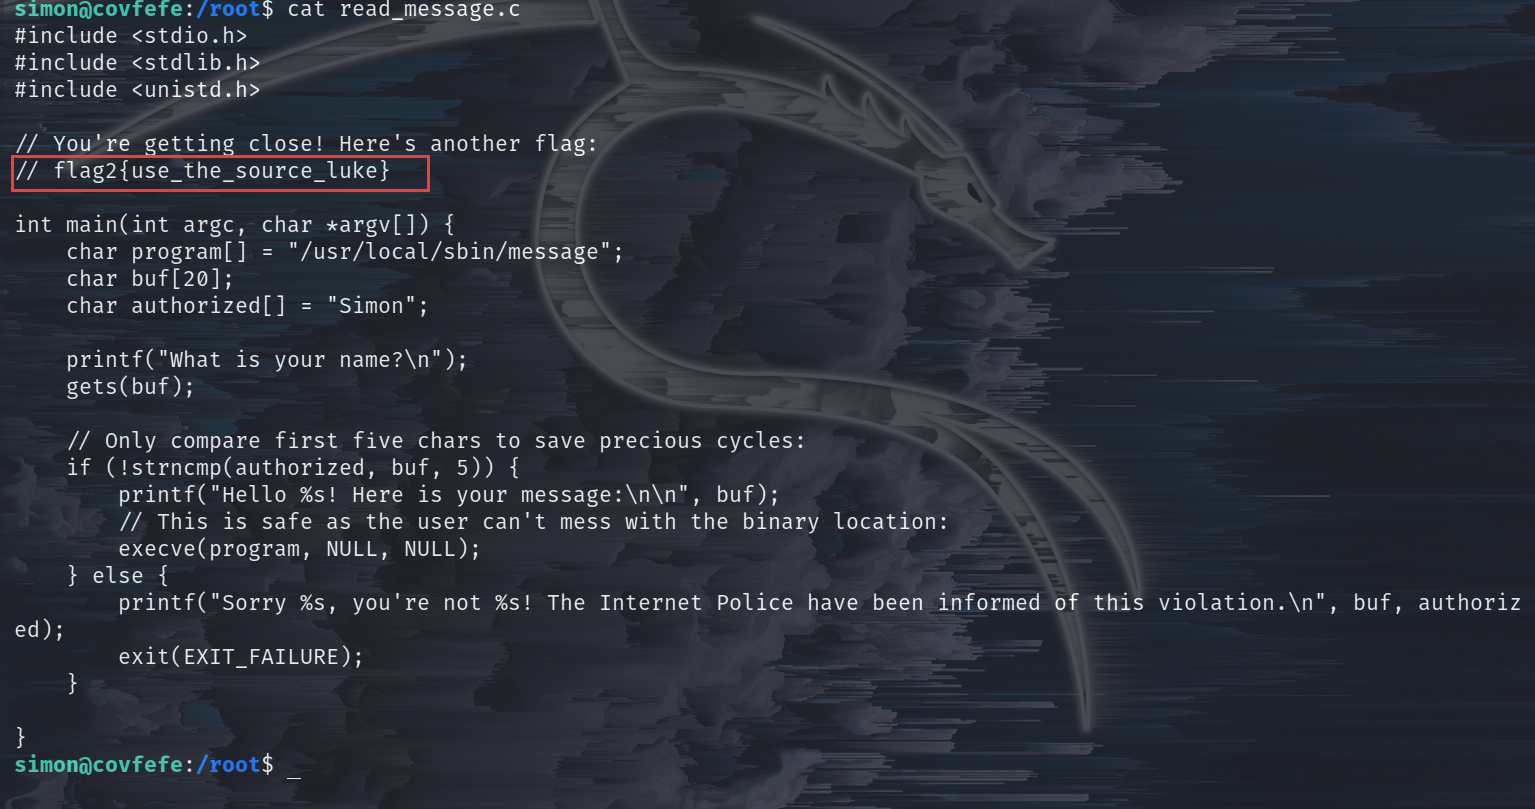 simon@covfefe:/root$ cat read_message.c
#include <stdio.h>
#include <stdlib.h>
#include <unistd.h>
// You're getting close! Here's another flag:
// flag2{use_the_source_luke}
int main(int argc, char *argv[]) {
    char program[] = "/usr/local/sbin/message";
    char buf[20];
    char authorized[] = "Simon";
    printf("What is your name?\n");
    gets(buf);
    // Only compare first five chars to save precious cycles:
    if (!strncmp(authorized, buf, 5)) {
        printf("Hello %s! Here is your message:\n\n", buf);
        // This is safe as the user can't mess with the binary location:
        execve(program, NULL, NULL);
    } else {
        printf("Sorry %s, you're not %s! The Internet Police have been informed of this violation.\n", buf, authoriz
ed);
        exit(EXIT_FAILURE);
    }
}
simon@covfefe:/root$ _